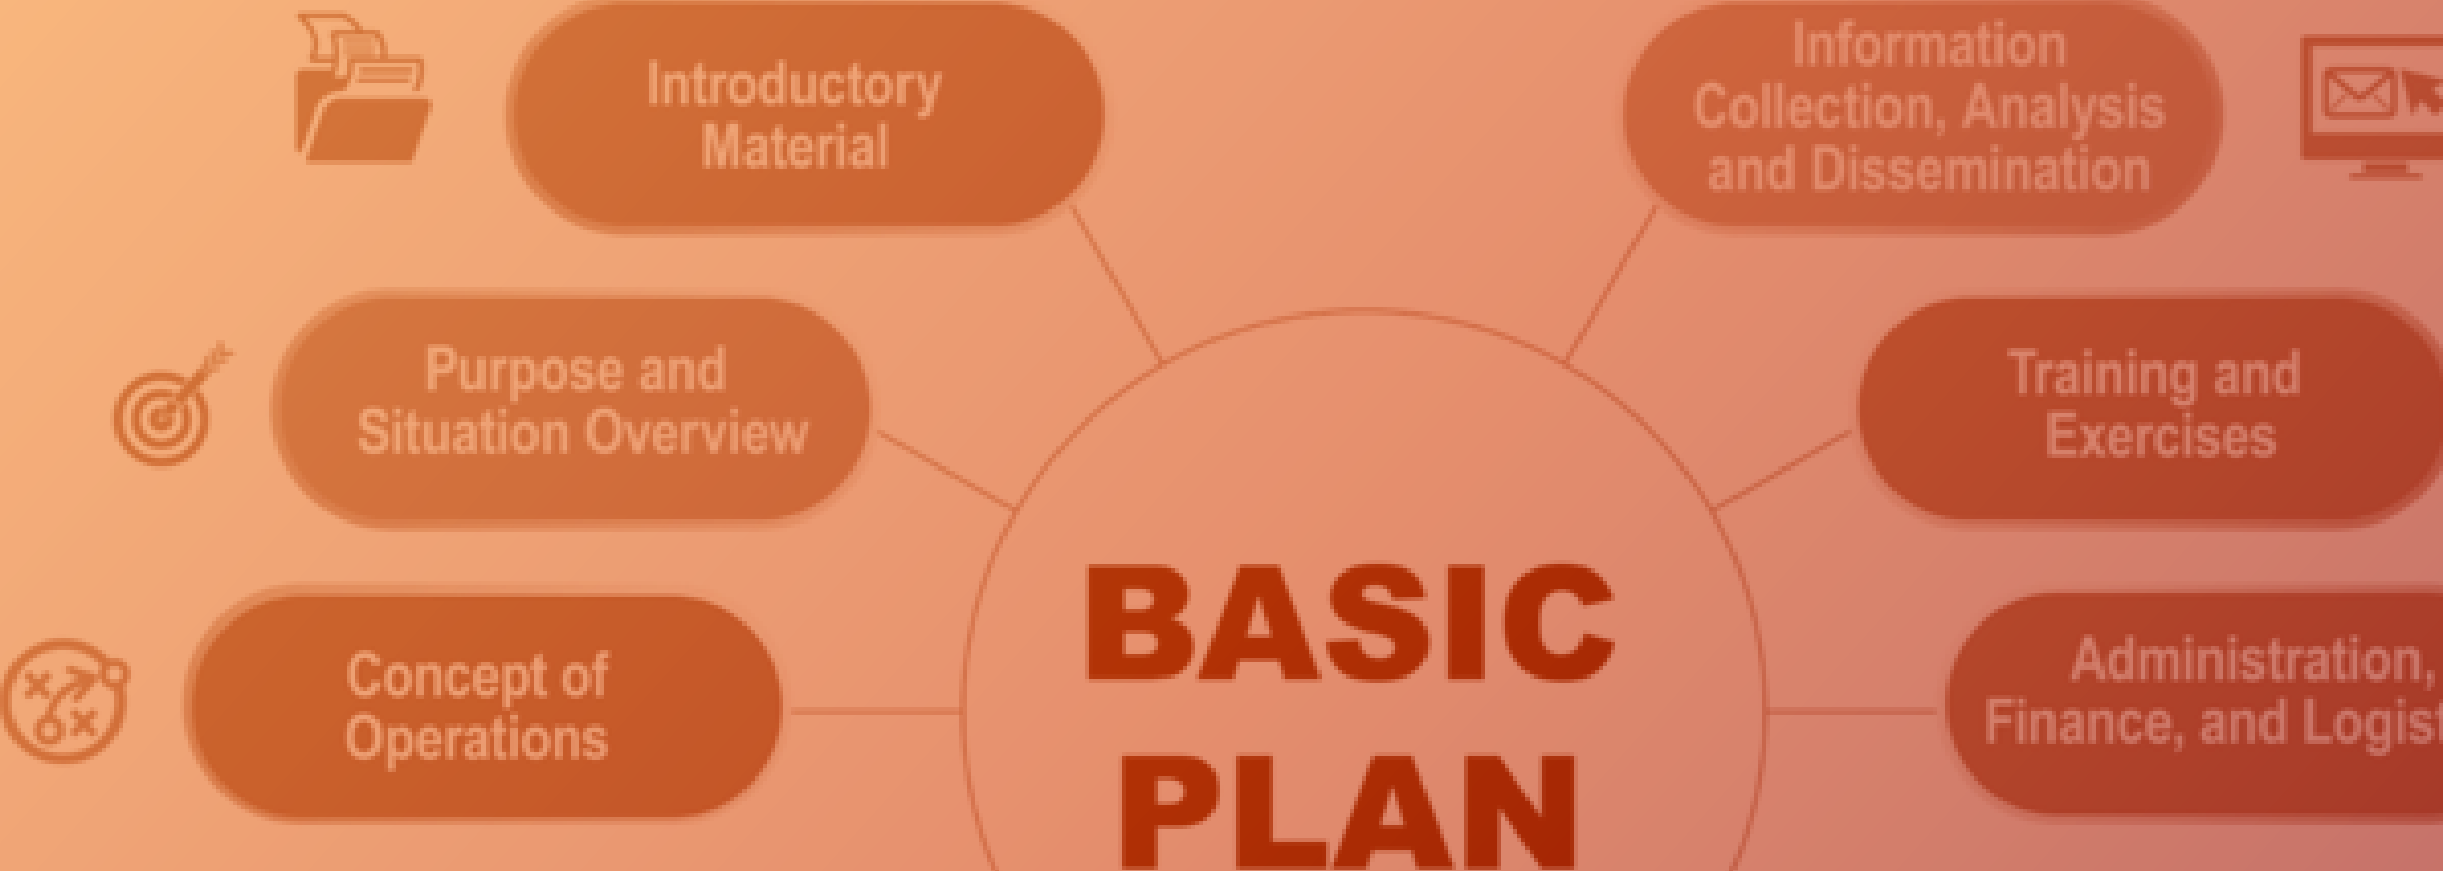 Introductory
Material
Information
Collection, Analysis
and Dissemination
Purpose and
Situation Overview
Training and
Exercises
Concept of
Operations
BASIC
PLAN
Administration,
Finance, and